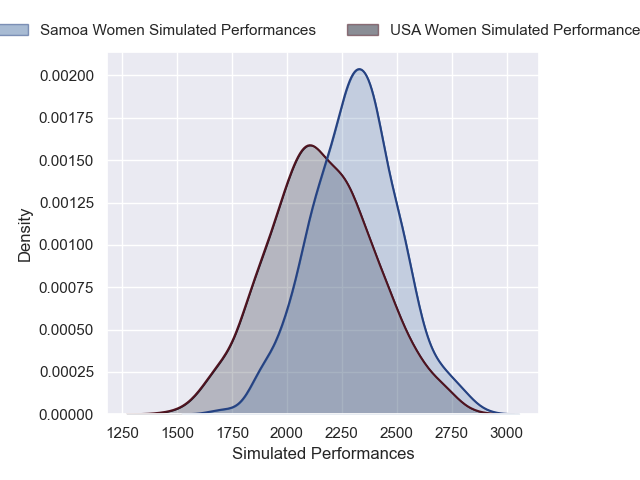 Samoa Women Simulated Performances
USA Women Simulated Performance
0.00200
0.00175
0.00150
0.00125
0.00100
0.00075
0.00050
0.00025
0.00000
Density
1250 1500 1750 2000 2250 2500 2750 3000
Simulated Performances